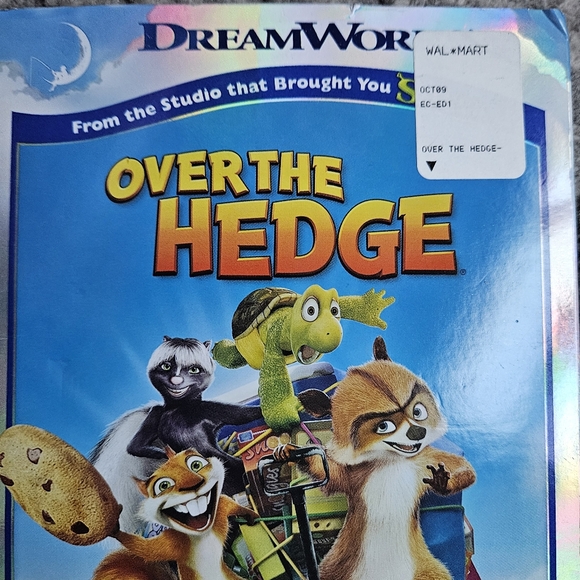 DREAMWOR
WAL*MART
OCT09
EC-ED1
OVER THE HEDGE-
From the Studio that Brought You S
OVER THE
HEDGE